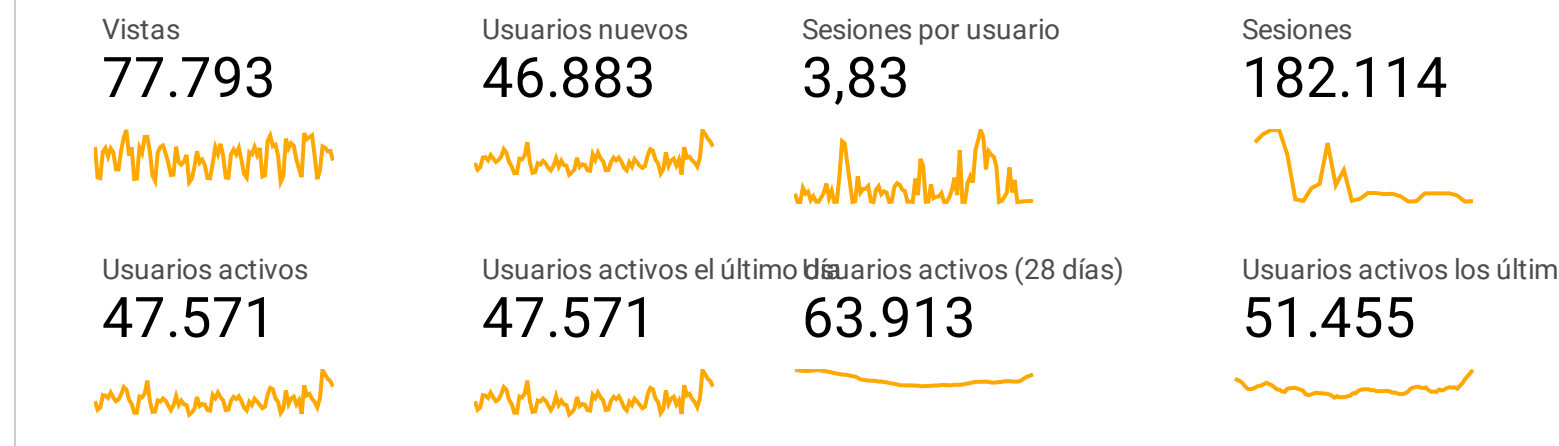 Vistas
77.793
Usuarios nuevos
46.883
Sesiones por usuario
3,83
Sesiones
182.114
Usuarios activos
47.571
Usuarios activos el último día
47.571
Usuarios activos (28 días)
63.913
Usuarios activos los últim
51.455